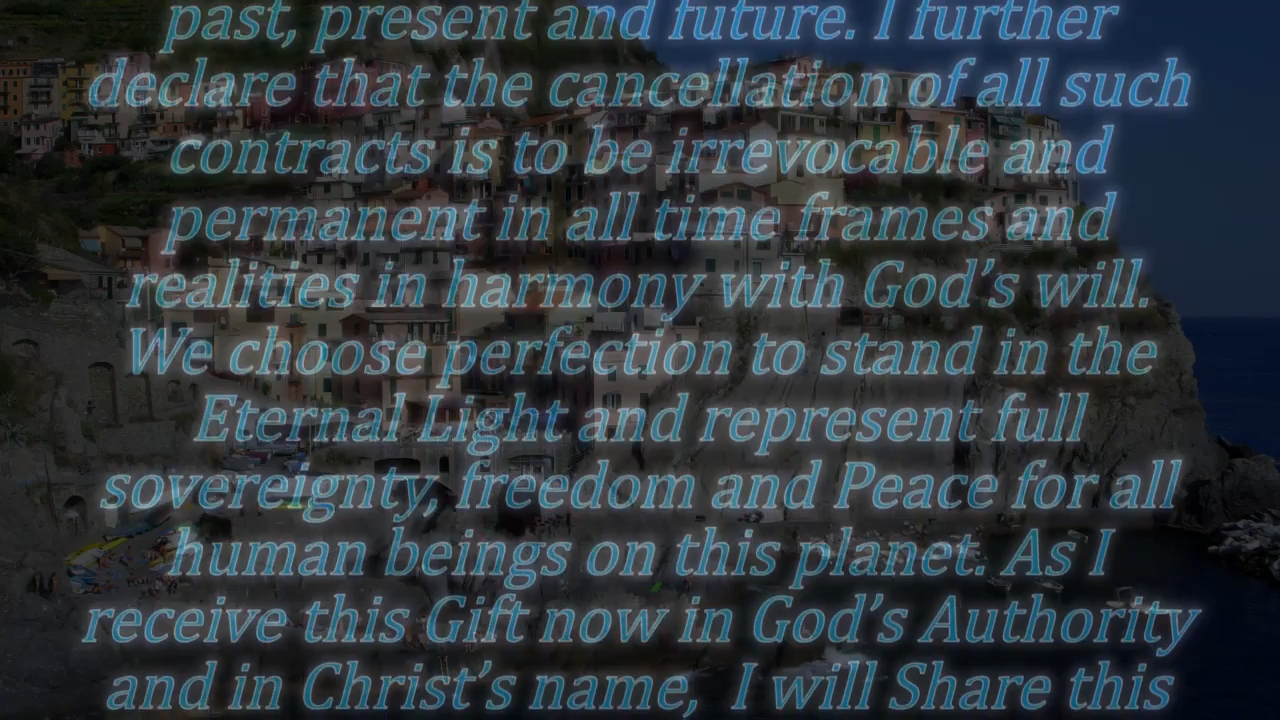 past, present and future. I further
declare that the cancellation of all such
contracts is to be irrevocable and
permanent in all time frames and
realities in harmony with God’s will.
We choose perfection to stand in the
Eternal Light and represent full
sovereignty, freedom and Peace for all
human beings on this planet. As I
receive this Gift now in God’s Authority
and in Christ’s name, I will Share this